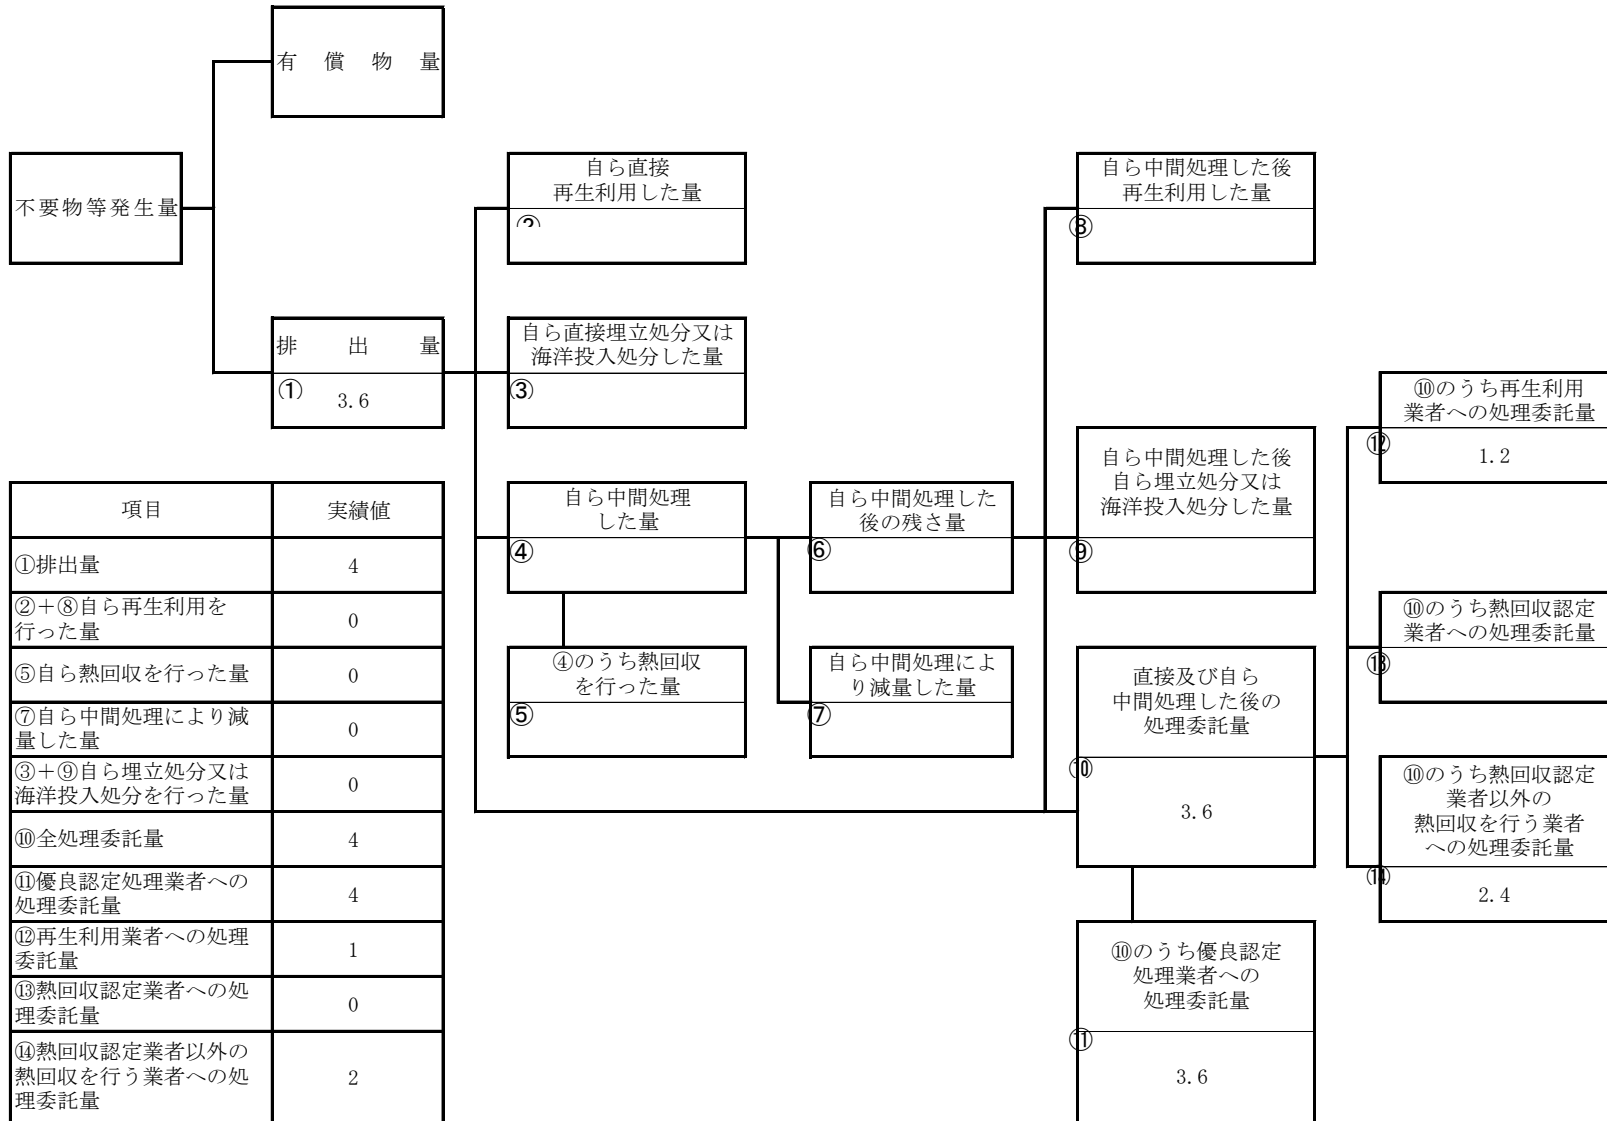 有償物量
不要物等発生量
自ら直接
再生利用した量
②
自ら中間処理した後
再生利用した量
⑧
排出量
① 3.6
自ら直接埋立処分又は
海洋投入処分した量
③
⑩のうち再生利用
業者への処理委託量
⑫ 1.2
自ら中間処理
した量
④
自ら中間処理した
後の残さ量
⑥
自ら中間処理した後
自ら埋立処分又は
海洋投入処分した量
⑨
④のうち熱回収
を行った量
⑤
自ら中間処理によ
り減量した量
⑦
直接及び自ら
中間処理した後の
処理委託量
⑩
3.6
⑩のうち熱回収認定
業者への処理委託量
⑬
⑩のうち熱回収認定
業者以外の
熱回収を行う業者
への処理委託量
⑭ 2.4
⑩のうち優良認定
処理業者への
処理委託量
⑪
3.6
項目 実績値
①排出量 4
②+⑧自ら再生利用を
行った量 0
⑤自ら熱回収を行った量 0
⑦自ら中間処理により減
量した量 0
③+⑨自ら埋立処分又は
海洋投入処分を行った量 0
⑩全処理委託量 4
⑪優良認定処理業者への
処理委託量 4
⑫再生利用業者への処理
委託量 1
⑬熱回収認定業者への処
理委託量 0
⑭熱回収認定業者以外の
熱回収を行う業者への処 2
理委託量